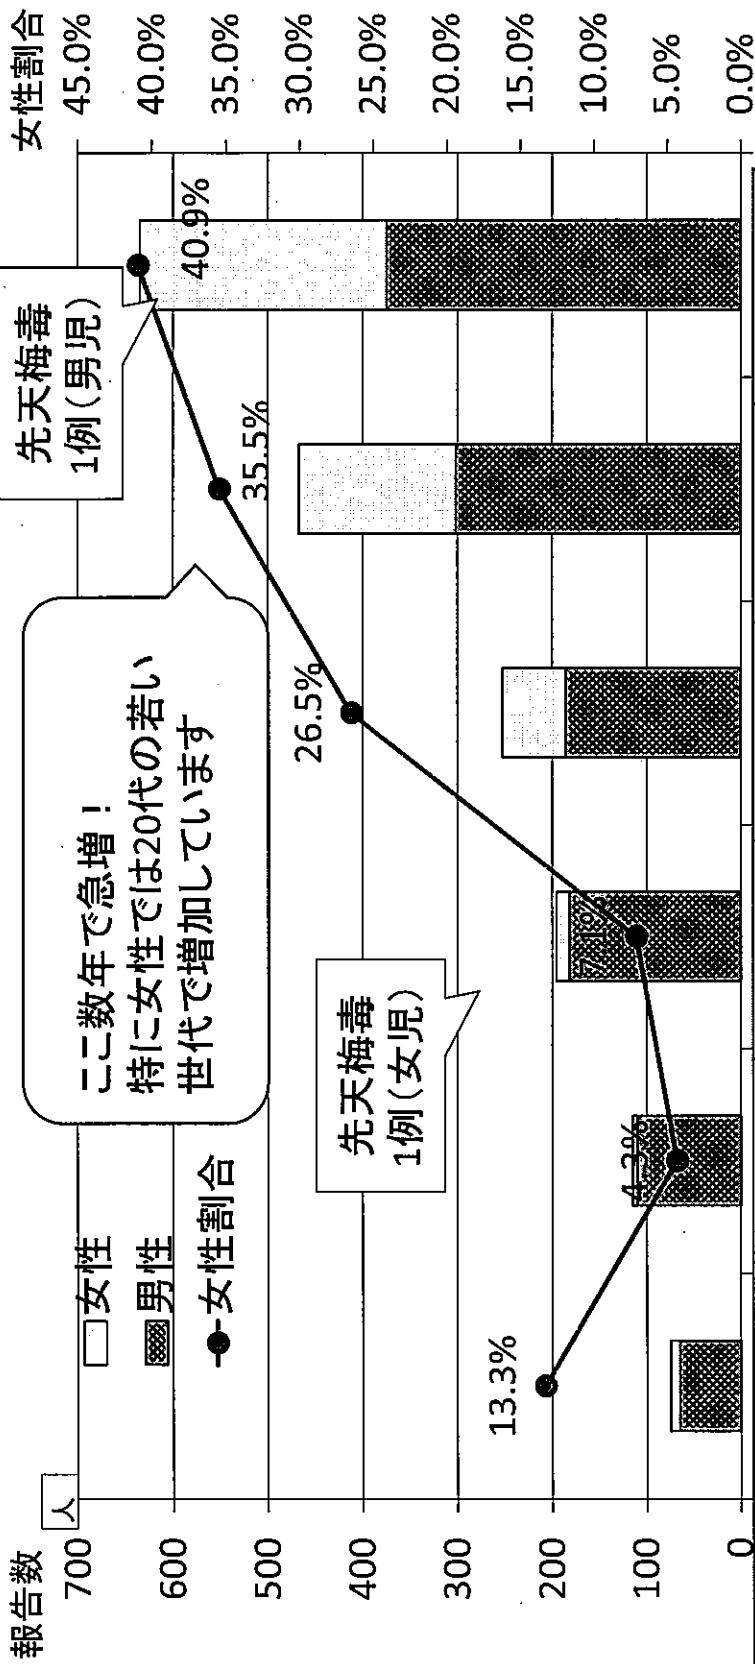 報告数
人
700
600
500
400
300
200
100
0
女性
男性
女性割合
ここ数年で急増！
特に女性では20代の若い
世代で増加しています
先天梅毒
1例(女児)
先天梅毒
1例(男児)
13.3%
4.3%
7.1%
26.5%
35.5%
40.9%
女性割合
45.0%
40.0%
35.0%
30.0%
25.0%
20.0%
15.0%
10.0%
5.0%
0.0%